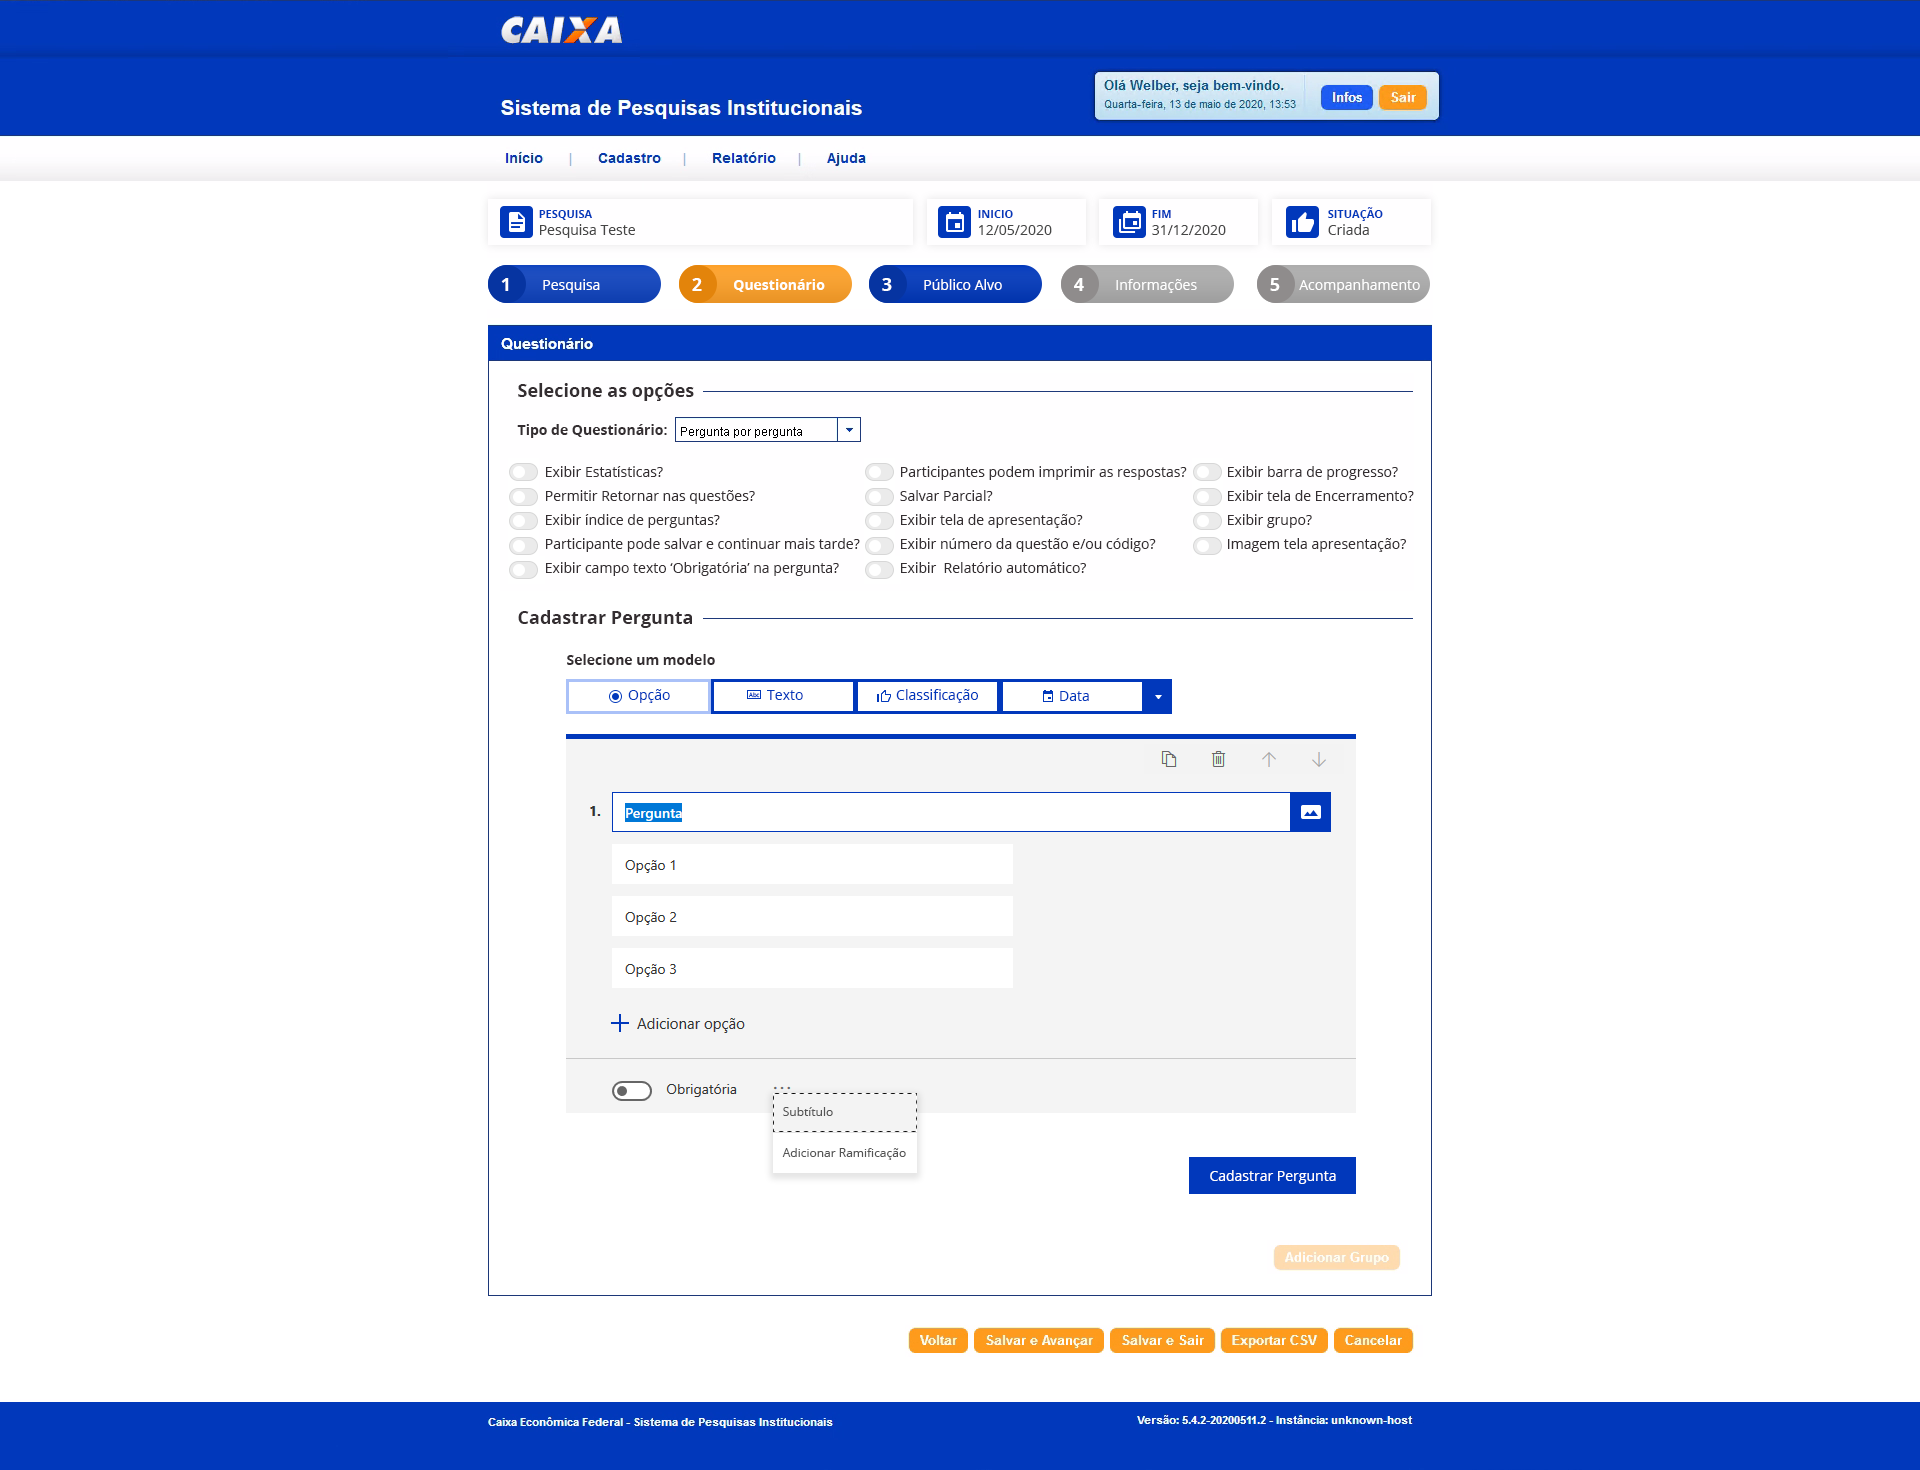 CAIXA
Sistema de Pesquisas Institucionais
Olá Welber, seja bem-vindo.
Quarta-feira, 13 de maio de 2020, 13:53
Infos
Sair
Início | Cadastro | Relatório | Ajuda
PESQUISA
Pesquisa Teste
INICIO
12/05/2020
FIM
31/12/2020
SITUAÇÃO
Criada
1 Pesquisa
2 Questionário
3 Público Alvo
4 Informações
5 Acompanhamento
Questionário
Selecione as opções
Tipo de Questionário: Pergunta por pergunta
Exibir Estatísticas?
Participantes podem imprimir as respostas?
Exibir barra de progresso?
Permitir Retornar nas questões?
Salvar Parcial?
Exibir tela de Encerramento?
Exibir índice de perguntas?
Exibir tela de apresentação?
Exibir grupo?
Participante pode salvar e continuar mais tarde?
Exibir número da questão e/ou código?
Imagem tela apresentação?
Exibir campo texto ‘Obrigatória’ na pergunta?
Exibir Relatório automático?
Cadastrar Pergunta
Selecione um modelo
Opção
Abc Texto
Classificação
Data
1. Pergunta
Opção 1
Opção 2
Opção 3
Adicionar opção
Obrigatória ...
Subtítulo
Adicionar Ramificação
Cadastrar Pergunta
Adicionar Grupo
Voltar
Salvar e Avançar
Salvar e Sair
Exportar CSV
Cancelar
Caixa Econômica Federal - Sistema de Pesquisas Institucionais
Versão: 5.4.2-20200511.2 - Instância: unknown-host